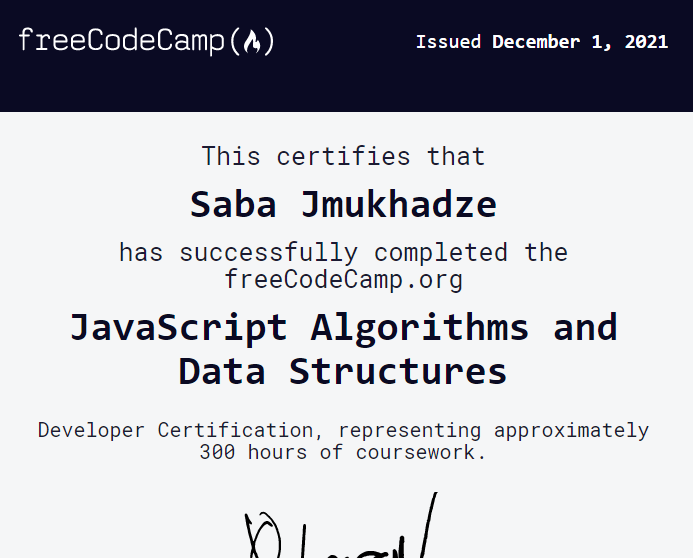 freeCodeCamp(🔥)
Issued December 1, 2021
This certifies that
Saba Jmukhadze
has successfully completed the
freeCodeCamp.org
JavaScript Algorithms and
Data Structures
Developer Certification, representing approximately
300 hours of coursework.